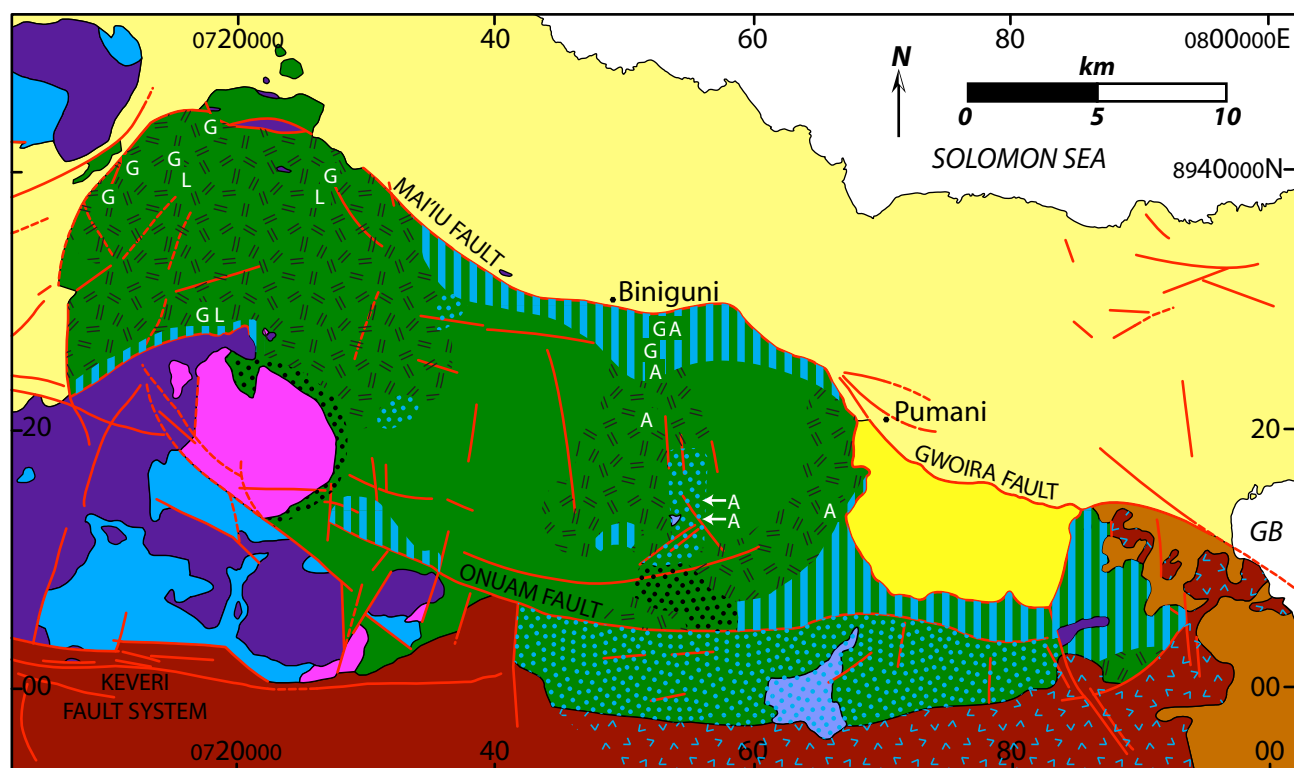 0720000
40
60
80
0800000E
N
km
0
5
10
SOLOMON SEA
8940000N
G
G
G
L
G
G
L
MAI'IU FAULT
Biniguni
G L
G A
G
A
A
Pumani
20
20
GWOIRA FAULT
A
A
A
GB
ONUAM FAULT
KEVERI
FAULT SYSTEM
00
00
0720000
40
60
80
00